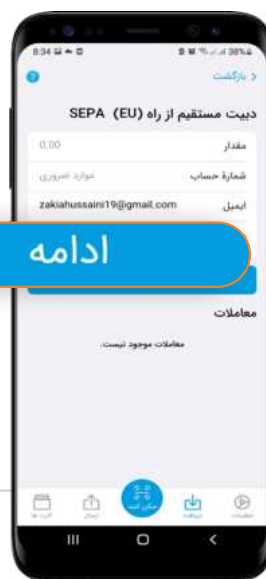 8:34
38%
بازگشت
دبیت مستقیم از راه SEPA (EU)
مقدار 0.00
شمارهٔ حساب موارد ضروری
ایمیل zakiahussaini19@gmail.com
ادامه
معاملات
معاملات موجود نیست.